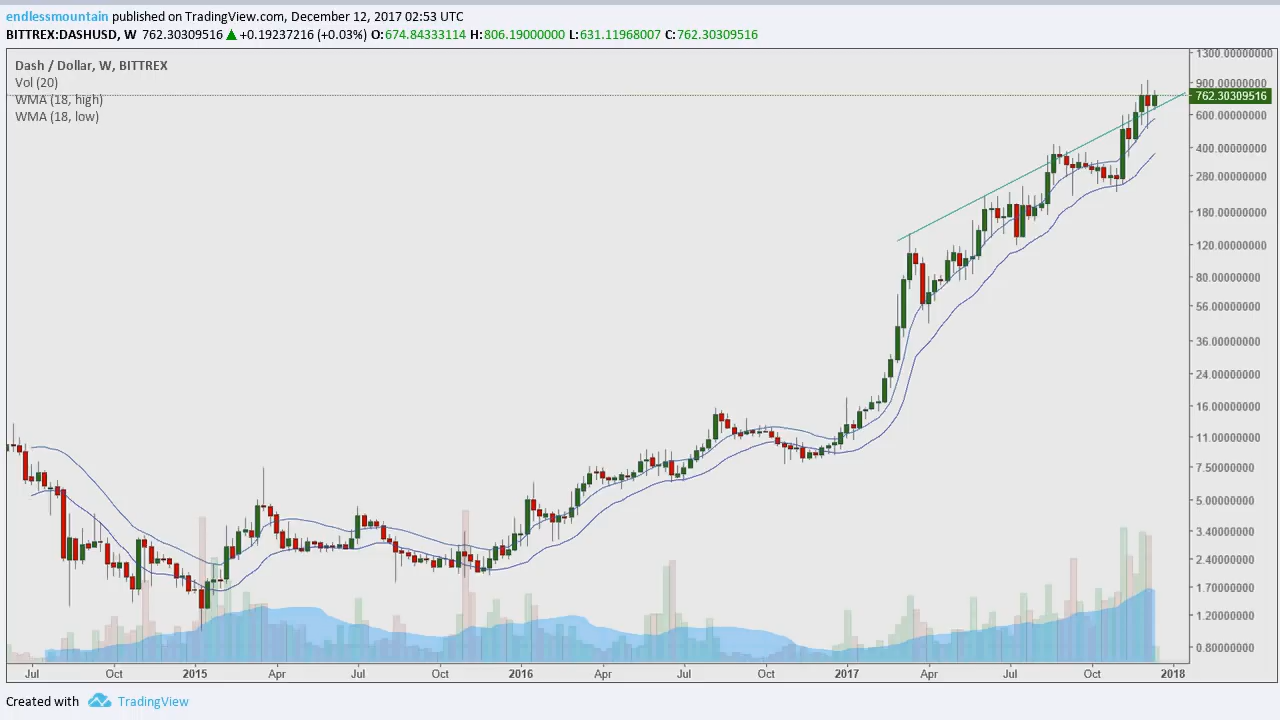 endlessmountain published on TradingView.com, December 12, 2017 02:53 UTC
BITTREX:DASHUSD, W 762.30309516 ▲ +0.19237216 (+0.03%) O:674.84333114 H:806.19000000 L:631.11968007 C:762.30309516
Dash / Dollar, W, BITTREX
Vol (20)
WMA (18, high)
WMA (18, low)
1300.00000000
900.00000000
762.30309516
600.00000000
400.00000000
280.00000000
180.00000000
120.00000000
80.00000000
56.00000000
36.00000000
24.00000000
16.00000000
11.00000000
7.50000000
5.00000000
3.40000000
2.40000000
1.70000000
1.20000000
0.80000000
Jul Oct 2015 Apr Jul Oct 2016 Apr Jul Oct 2017 Apr Jul Oct 2018
Created with TradingView